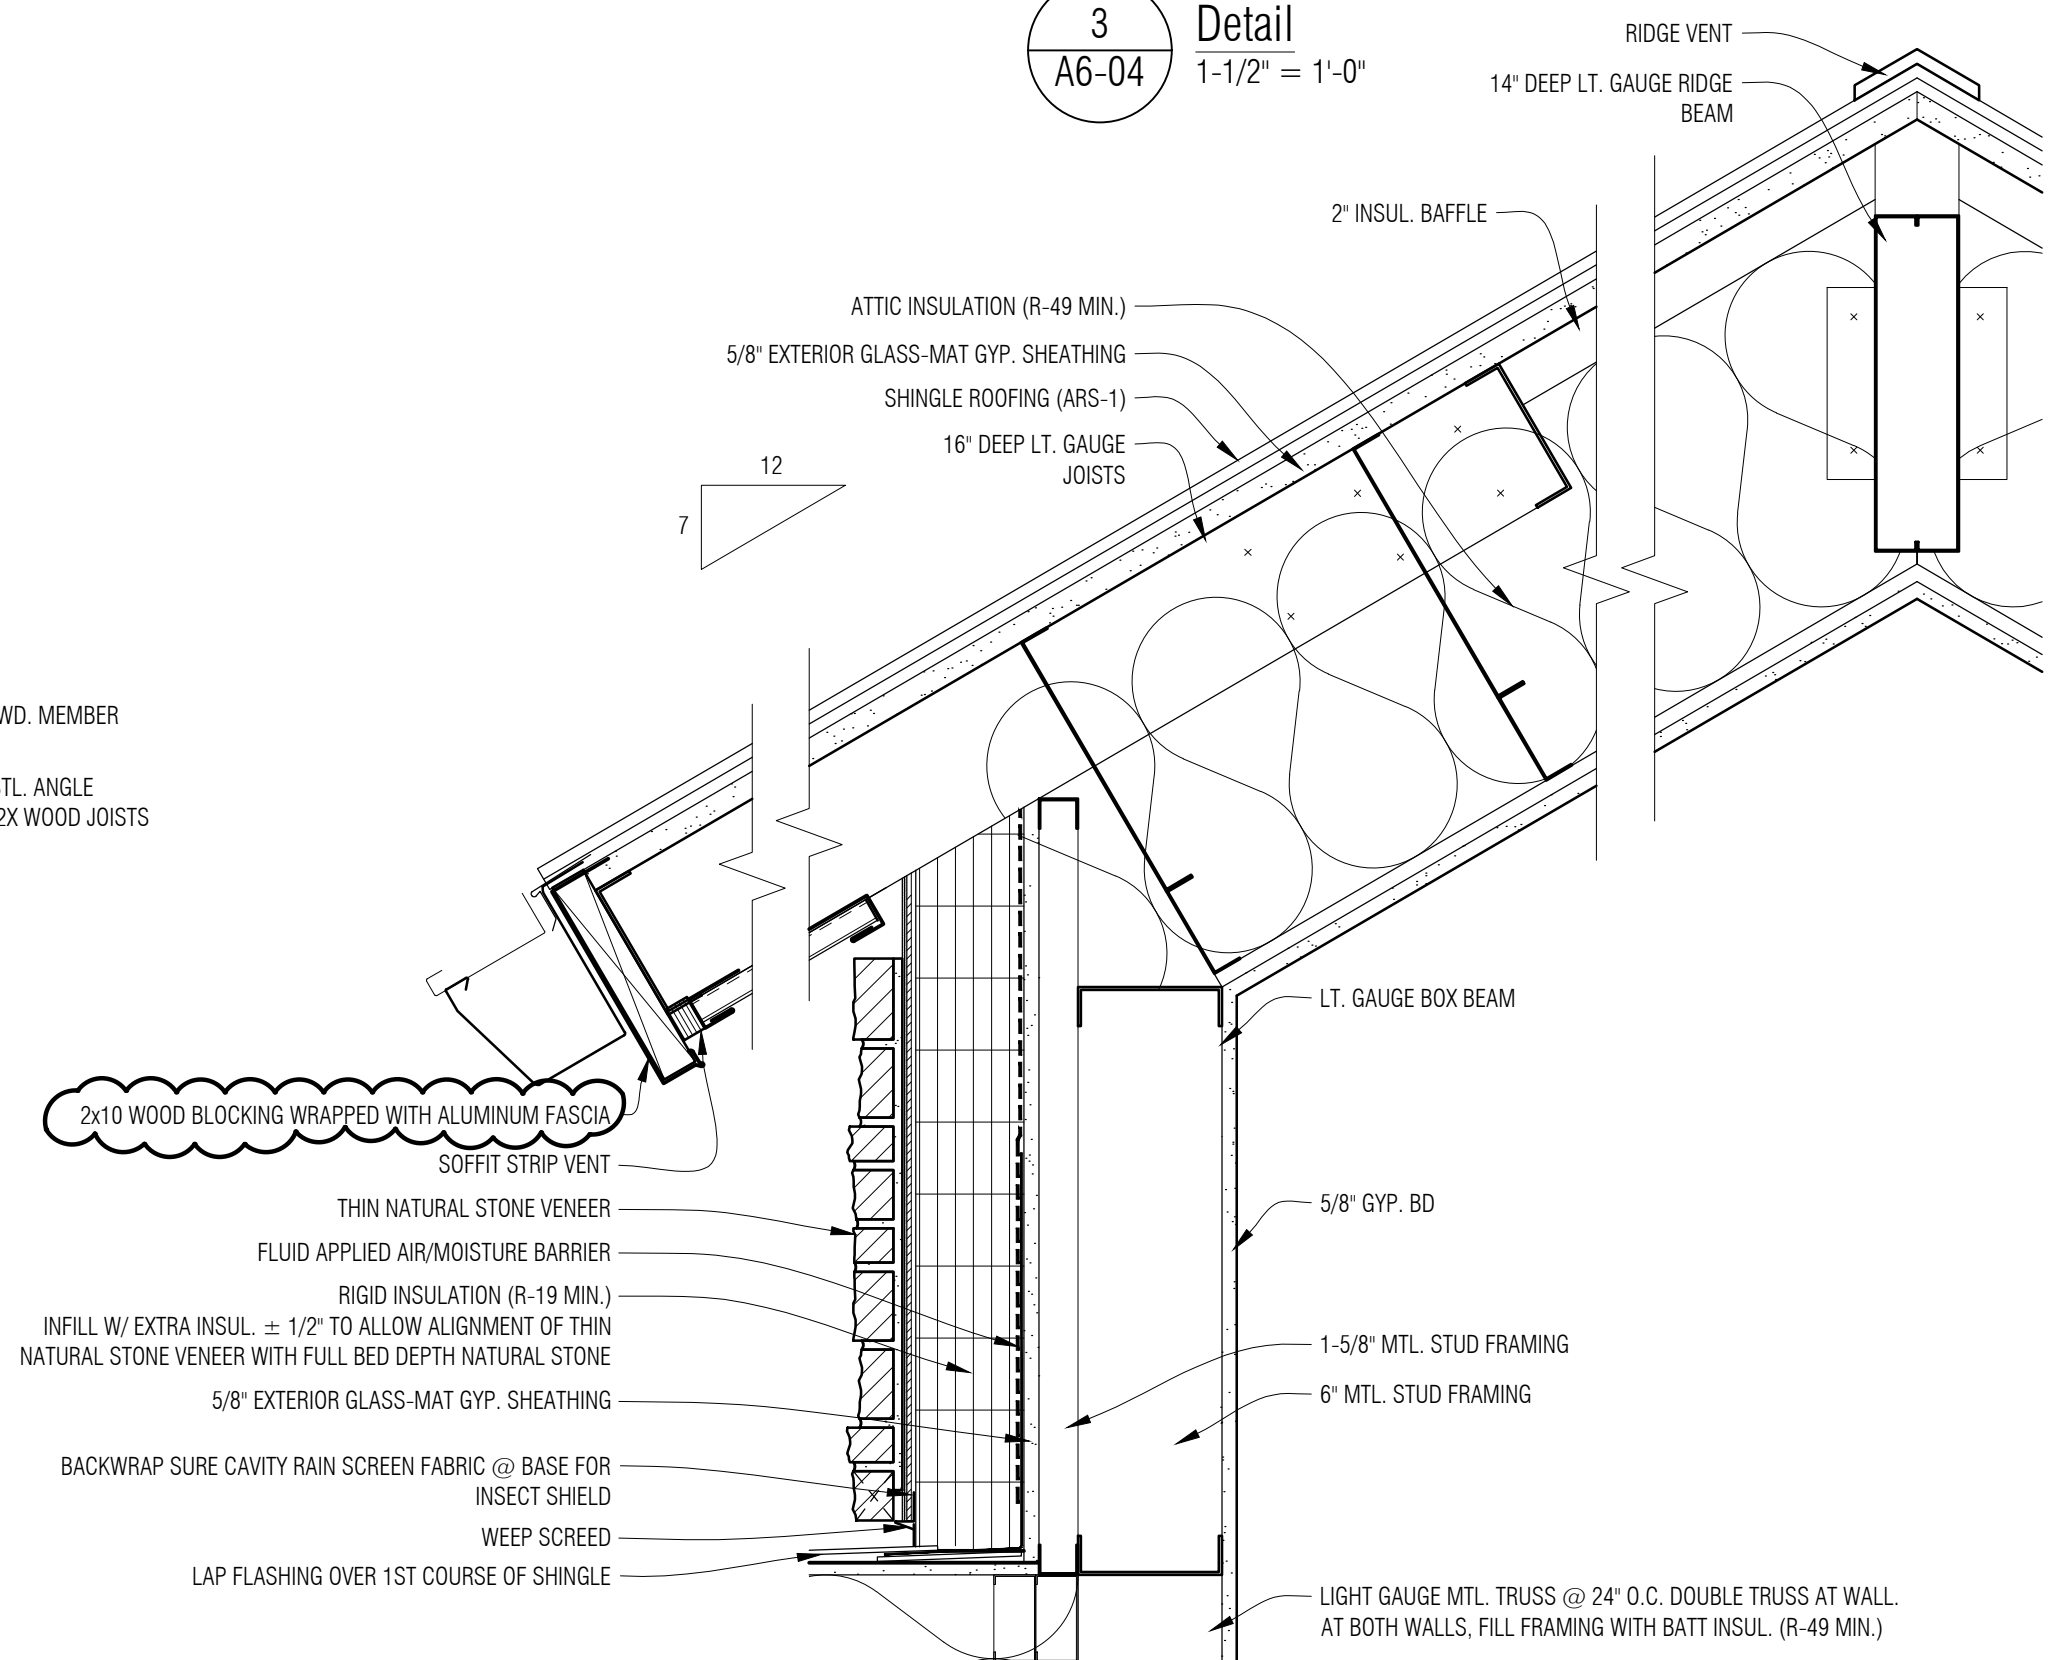 3
A6-04
Detail
1-1/2" = 1'-0"
RIDGE VENT
14" DEEP LT. GAUGE RIDGE
BEAM
2" INSUL. BAFFLE
ATTIC INSULATION (R-49 MIN.)
5/8" EXTERIOR GLASS-MAT GYP. SHEATHING
SHINGLE ROOFING (ARS-1)
16" DEEP LT. GAUGE
JOISTS
12
7
WD. MEMBER
STL. ANGLE
2X WOOD JOISTS
2x10 WOOD BLOCKING WRAPPED WITH ALUMINUM FASCIA
SOFFIT STRIP VENT
THIN NATURAL STONE VENEER
FLUID APPLIED AIR/MOISTURE BARRIER
RIGID INSULATION (R-19 MIN.)
INFILL W/ EXTRA INSUL. ± 1/2" TO ALLOW ALIGNMENT OF THIN
NATURAL STONE VENEER WITH FULL BED DEPTH NATURAL STONE
5/8" EXTERIOR GLASS-MAT GYP. SHEATHING
BACKWRAP SURE CAVITY RAIN SCREEN FABRIC @ BASE FOR
INSECT SHIELD
WEEP SCREED
LAP FLASHING OVER 1ST COURSE OF SHINGLE
LT. GAUGE BOX BEAM
5/8" GYP. BD
1-5/8" MTL. STUD FRAMING
6" MTL. STUD FRAMING
LIGHT GAUGE MTL. TRUSS @ 24" O.C. DOUBLE TRUSS AT WALL.
AT BOTH WALLS, FILL FRAMING WITH BATT INSUL. (R-49 MIN.)